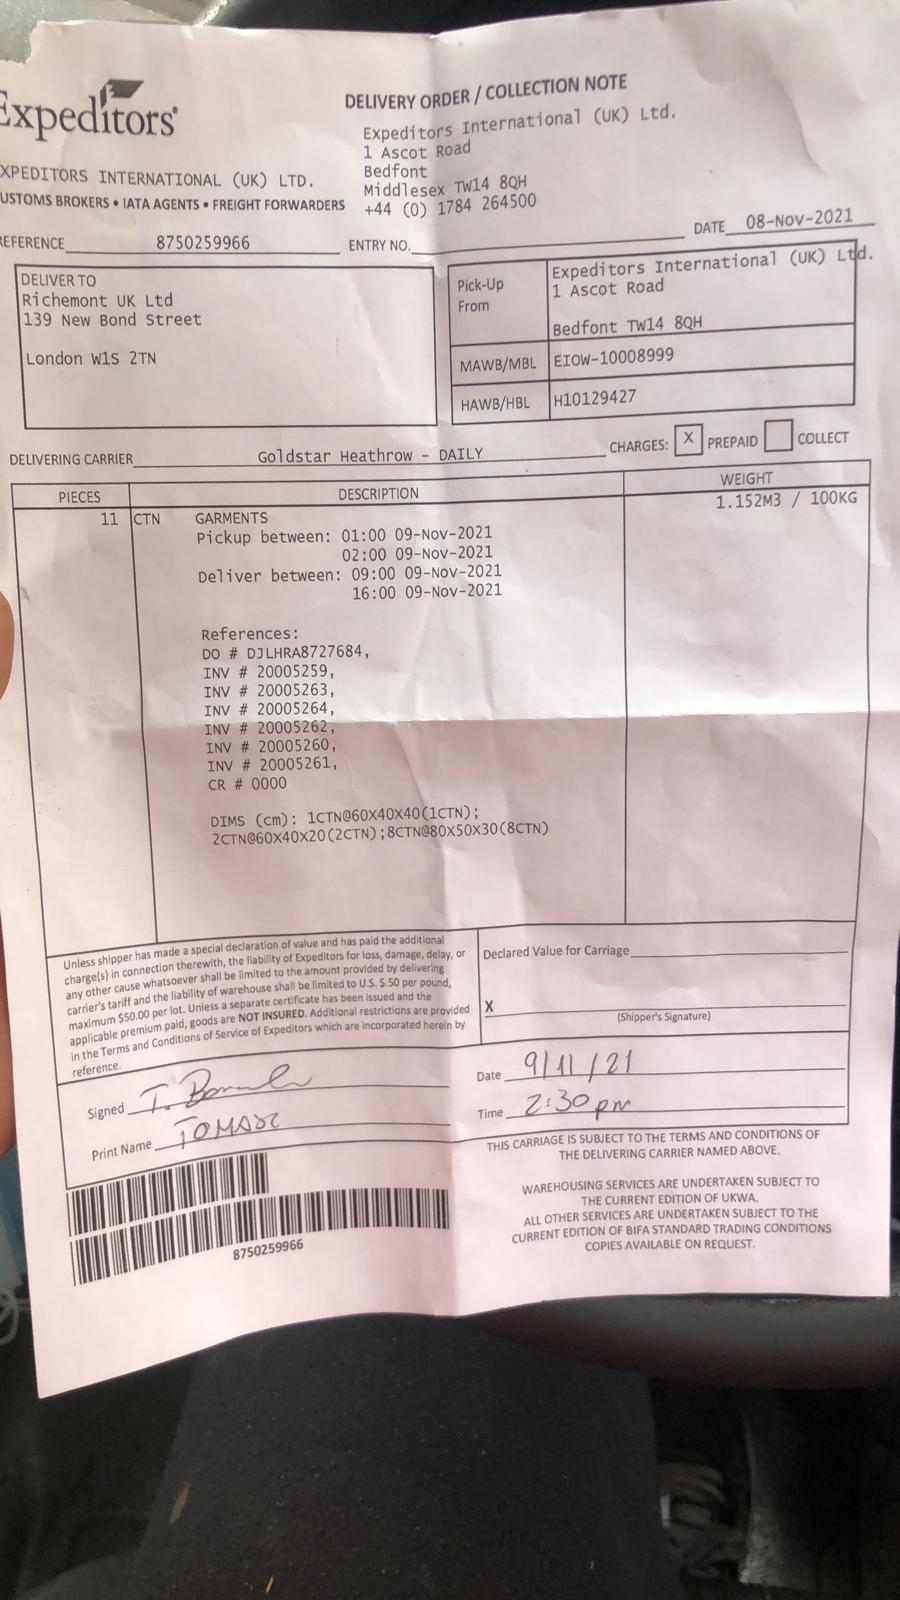 Expeditors
DELIVERY ORDER / COLLECTION NOTE
Expeditors International (UK) Ltd.
1 Ascot Road
Bedfont
Middlesex TW14 8QH
+44 (0) 1784 264500
XPEDITORS INTERNATIONAL (UK) LTD.
USTOMS BROKERS • IATA AGENTS • FREIGHT FORWARDERS
DATE 08-Nov-2021
REFERENCE 8750259966 ENTRY NO.
DELIVER TO
Richemont UK Ltd
139 New Bond Street
London W1S 2TN
Pick-Up From
Expeditors International (UK) Ltd.
1 Ascot Road
Bedfont TW14 8QH
MAWB/MBL EIOW-10008999
HAWB/HBL H10129427
DELIVERING CARRIER Goldstar Heathrow - DAILY
CHARGES: X PREPAID COLLECT
PIECES DESCRIPTION WEIGHT
11 CTN GARMENTS 1.152M3 / 100KG
Pickup between: 01:00 09-Nov-2021
02:00 09-Nov-2021
Deliver between: 09:00 09-Nov-2021
16:00 09-Nov-2021
References:
DO # DJLHRA8727684,
INV # 20005259,
INV # 20005263,
INV # 20005264,
INV # 20005262,
INV # 20005260,
INV # 20005261,
CR # 0000
DIMS (cm): 1CTN@60X40X40(1CTN);
2CTN@60X40X20(2CTN);8CTN@80X50X30(8CTN)
Unless shipper has made a special declaration of value and has paid the additional
charge(s) in connection therewith, the liability of Expeditors for loss, damage, delay, or
any other cause whatsoever shall be limited to the amount provided by delivering
carrier's tariff and the liability of warehouse shall be limited to U.S. $.50 per pound,
maximum $50.00 per lot. Unless a separate certificate has been issued and the
applicable premium paid, goods are NOT INSURED. Additional restrictions are provided
in the Terms and Conditions of Service of Expeditors which are incorporated herein by
reference.
Declared Value for Carriage
X
(Shipper's Signature)
Signed T.
Print Name TOMASZ
Date 9/11/21
Time 2:30pm
THIS CARRIAGE IS SUBJECT TO THE TERMS AND CONDITIONS OF
THE DELIVERING CARRIER NAMED ABOVE.
WAREHOUSING SERVICES ARE UNDERTAKEN SUBJECT TO
THE CURRENT EDITION OF UKWA.
ALL OTHER SERVICES ARE UNDERTAKEN SUBJECT TO THE
CURRENT EDITION OF BIFA STANDARD TRADING CONDITIONS
COPIES AVAILABLE ON REQUEST.
8750259966